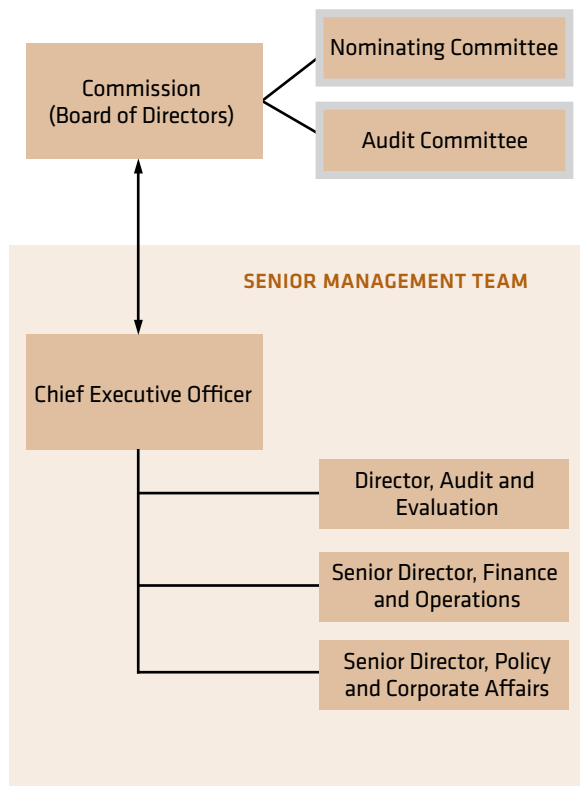 Nominating Committee
Commission
(Board of Directors)
Audit Committee
SENIOR MANAGEMENT TEAM
Chief Executive Officer
Director, Audit and
Evaluation
Senior Director, Finance
and Operations
Senior Director, Policy
and Corporate Affairs